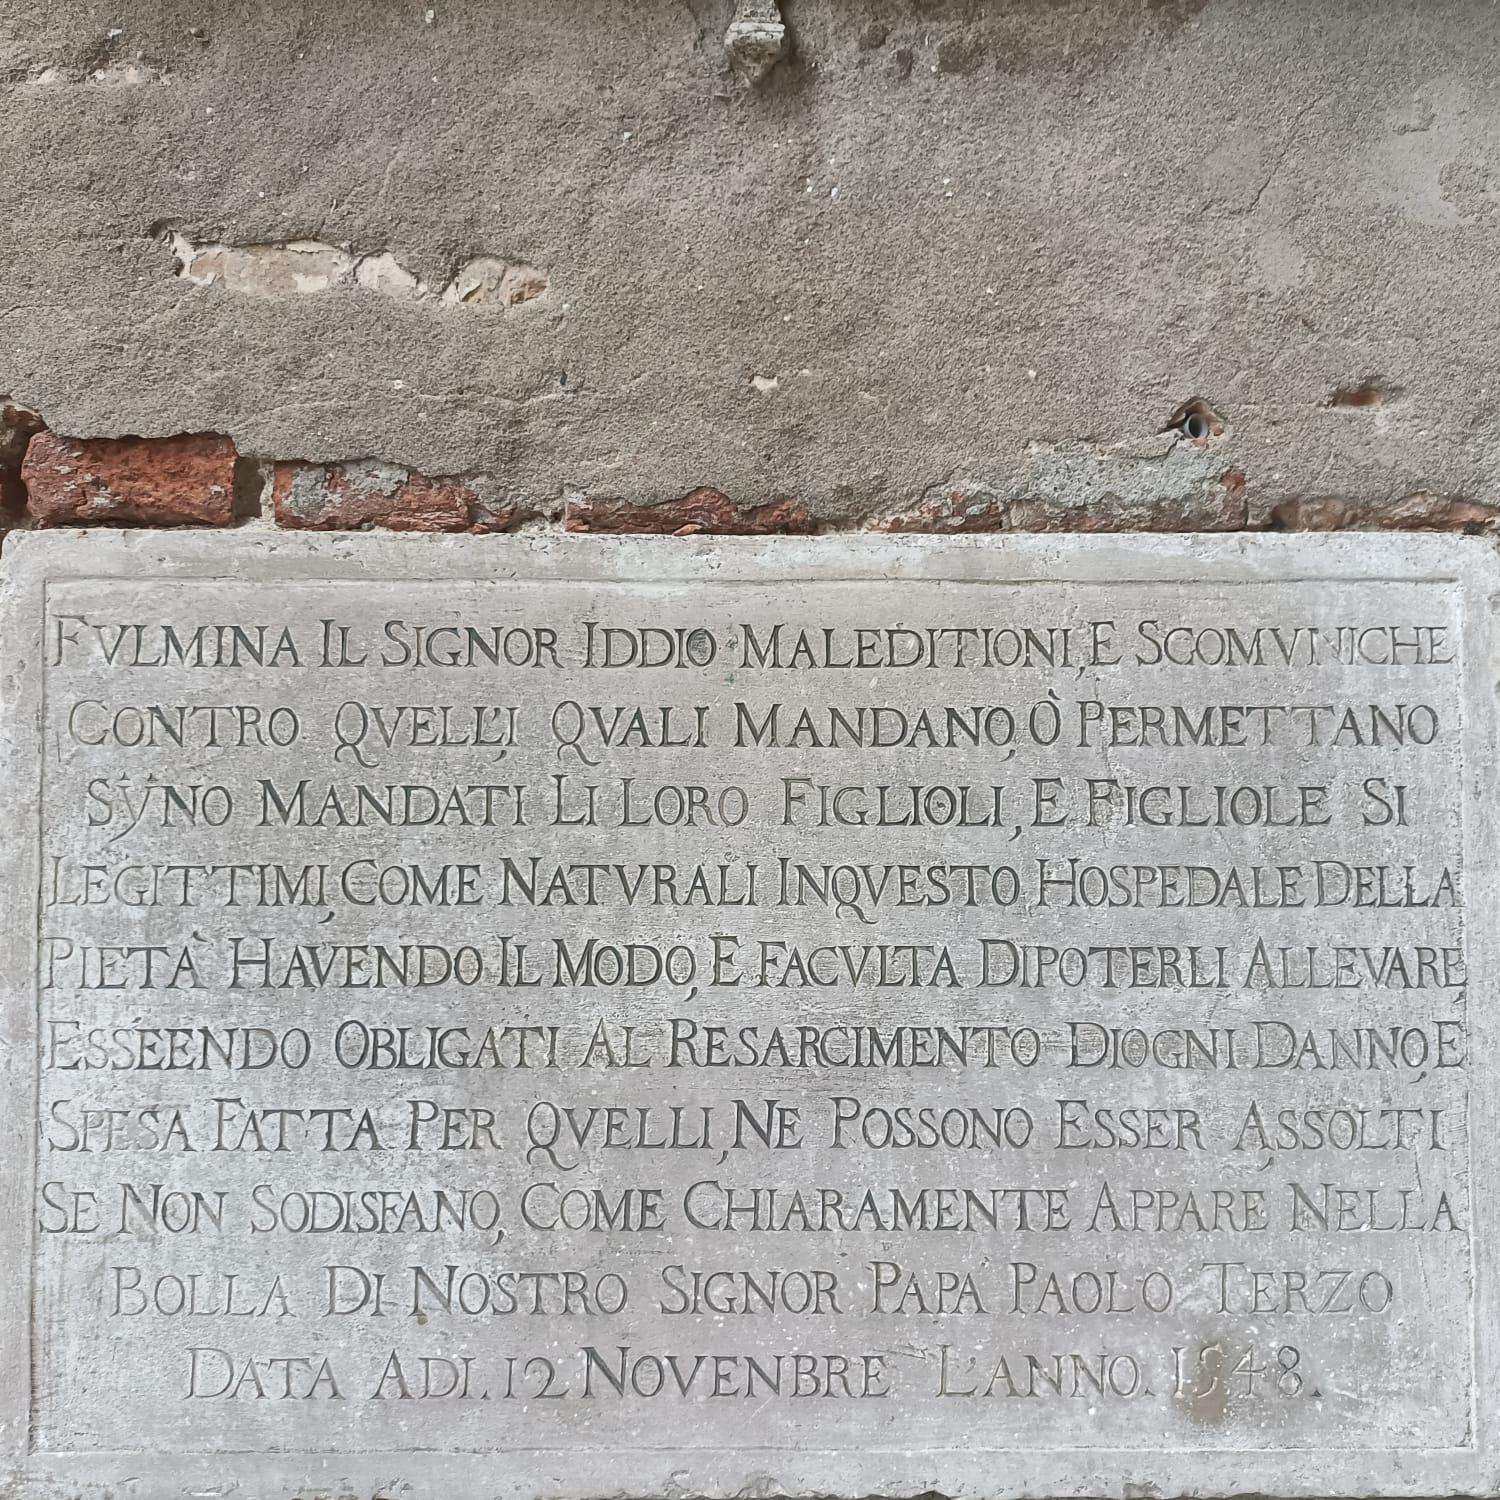 FVLMINA IL SIGNOR IDDIO MALEDITIONI, E SCOMVNICHE
CONTRO QVELL'I QVALI MANDANO, Ò PERMETTANO
SŸNO MANDATI LI LORO FIGLIOLI, E FIGLIOLE SI
LEGITTIMI, COME NATVRALI INQVESTO HOSPEDALE DELLA
PIETÀ HAVENDO IL MODO, E FACVLTA DIPOTERLI ALLEVARE
ESSEENDO OBLIGATI AL RESARCIMENTO DIOGNI DANNO, E
SPESA FATTA PER QVELLI, NE POSSONO ESSER ASSOLTI
SE NON SODISFANO, COME CHIARAMENTE APPARE NELLA
BOLLA DI NOSTRO SIGNOR PAPA PAOLO TERZO
DATA ADI. 12 NOVENBRE L'ANNO. 1548.